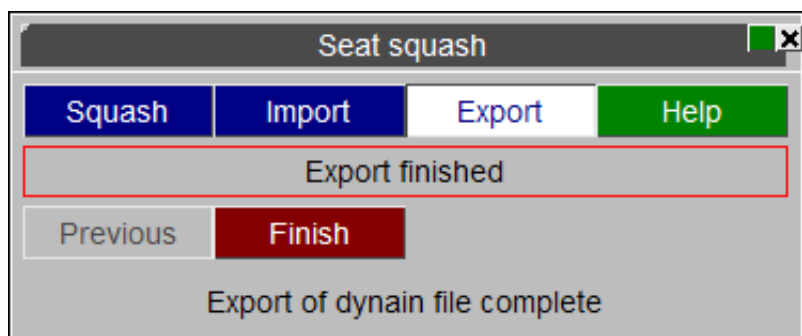 Seat squash
Squash Import Export Help
Export finished
Previous Finish
Export of dynain file complete